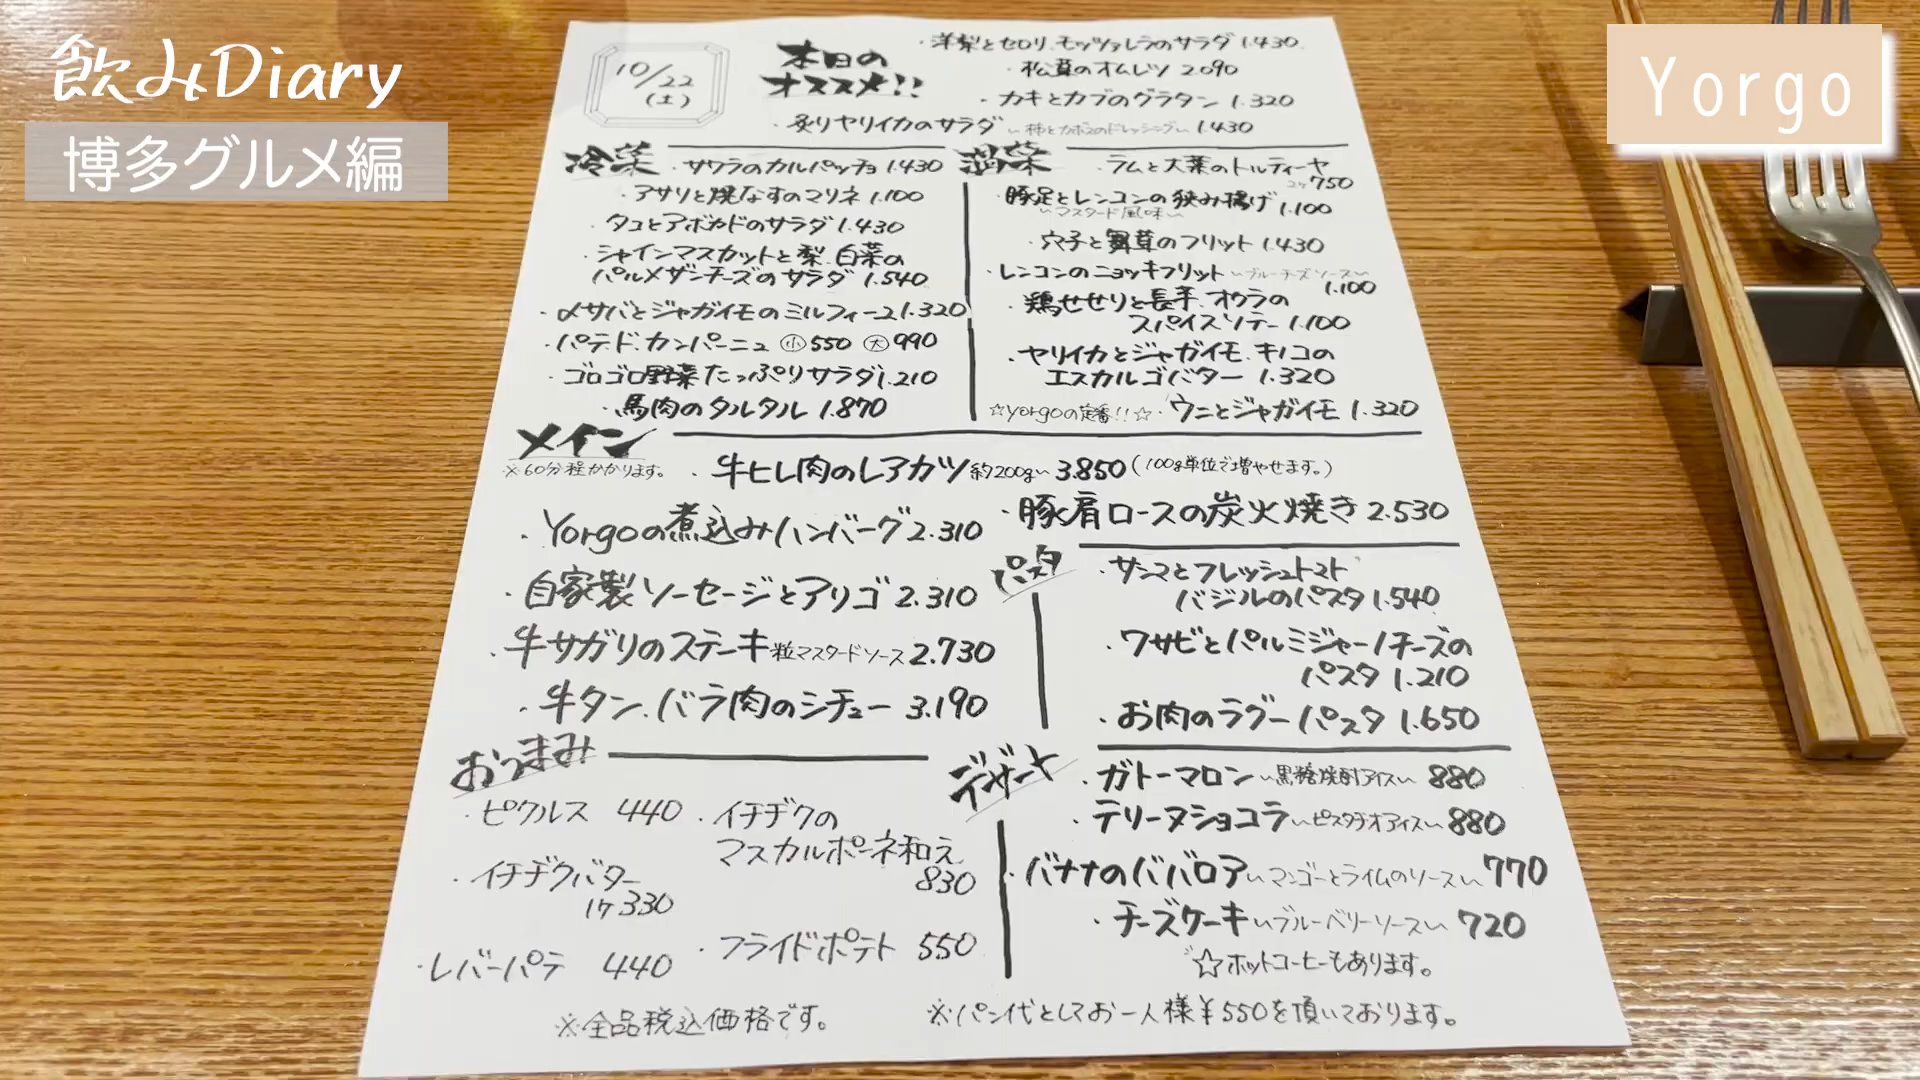 飲みDiary
博多グルメ編
Yorgo
10/22
(土)
本日の
オススメ!!
・洋梨とセロリ、モッツァレラのサラダ 1.430
・松茸のオムレツ 2.090
・カキとカブのグラタン 1.320
・炙りヤリイカのサラダ 〜柿とカボスのドレッシング〜 1.430
冷菜
・サワラのカルパッチョ 1.430
・アサリと焼なすのマリネ 1.100
・タコとアボカドのサラダ 1.430
・シャインマスカットと梨、白菜の
パルメザンチーズのサラダ 1.540
・〆サバとジャガイモのミルフィーユ 1.320
・パテ.ド.カンパーニュ (小)550 (大)990
・ゴロゴロ野菜たっぷりサラダ 1.210
・馬肉のタルタル 1.870
温菜
・ラムと大葉のトルティーヤ
2ケ750
・豚足とレンコンの挟み揚げ 1.100
〜マスタード風味〜
・穴子と舞茸のフリット 1.430
・レンコンのニョッキフリット 〜ブルーチーズソース〜
1.100
・鶏せせりと長芋、オクラの
スパイスソテー 1.100
・ヤリイカとジャガイモ、キノコの
エスカルゴバター 1.320
☆Yorgoの定番!!☆・ウニとジャガイモ 1.320
メイン
※60分程かかります。
・牛ヒレ肉のレアカツ 約200g〜 3.850 (100g単位で増やせます。)
・Yorgoの煮込みハンバーグ 2.310
・豚肩ロースの炭火焼き 2.530
・自家製ソーセージとアリゴ 2.310
・牛サガリのステーキ 粒マスタードソース 2.730
・牛タン、バラ肉のシチュー 3.190
パスタ
・サンマとフレッシュトマト
バジルのパスタ 1.540
・ワサビとパルミジャーノチーズの
パスタ 1.210
・お肉のラグーパスタ 1.650
おつまみ
・ピクルス 440
・イチヂクバター
1ケ330
・レバーパテ 440
・イチヂクの
マスカルポーネ和え
830
・フライドポテト 550
デザート
・ガトーマロン 〜黒糖焼酎アイス〜 880
・テリーヌショコラ 〜ピスタチオアイス〜 880
・バナナのババロア 〜マンゴーとライムのソース〜 770
・チーズケーキ 〜ブルーベリーソース〜 720
☆ホットコーヒーもあります。
※全品税込価格です。
※パン代としてお一人様¥550を頂いております。